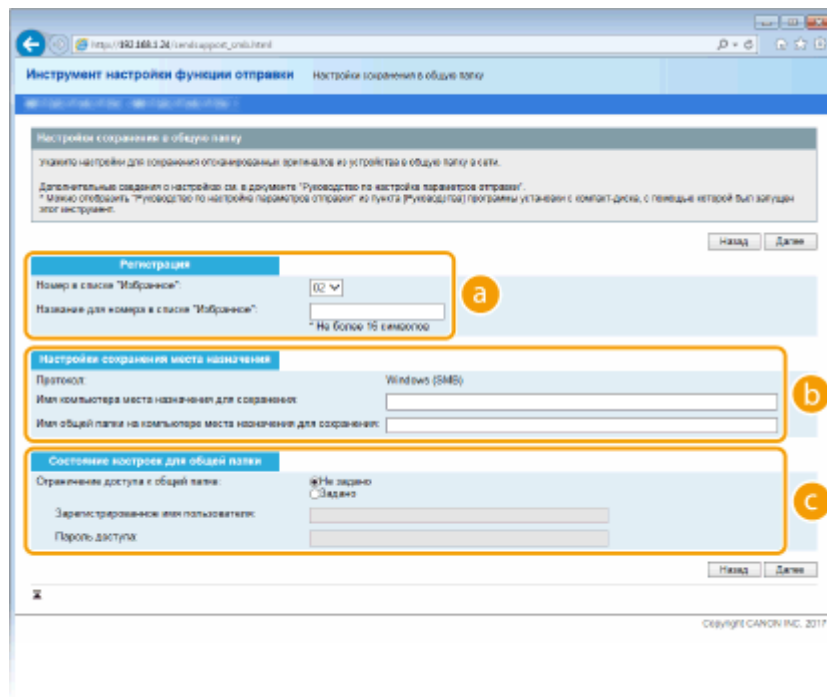 http://192.168.1.24/sendsupport_smb.html
Инструмент настройки функции отправки Настройки сохранения в общую папку
Настройки сохранения в общую папку
Укажите настройки для сохранения отсканированных оригиналов из устройства в общую папку в сети.
Дополнительные сведения о настройках см. в документе "Руководство по настройке параметров отправки".
* Можно отобразить "Руководство по настройке параметров отправки" из пункта [Руководства] программы установки с компакт-диска, с помощью которой был запущен
этот инструмент.
Назад Далее
Регистрация
Номер в списке "Избранное": 02
Название для номера в списке "Избранное":
* Не более 16 символов
a
Настройки сохранения места назначения
Протокол: Windows (SMB)
Имя компьютера места назначения для сохранения:
Имя общей папки на компьютере места назначения для сохранения:
b
Состояние настроек для общей папки
Ограничение доступа к общей папке: Не задано
Задано
Зарегистрированное имя пользователя:
Пароль доступа:
c
Назад Далее
Copyright CANON INC. 2017